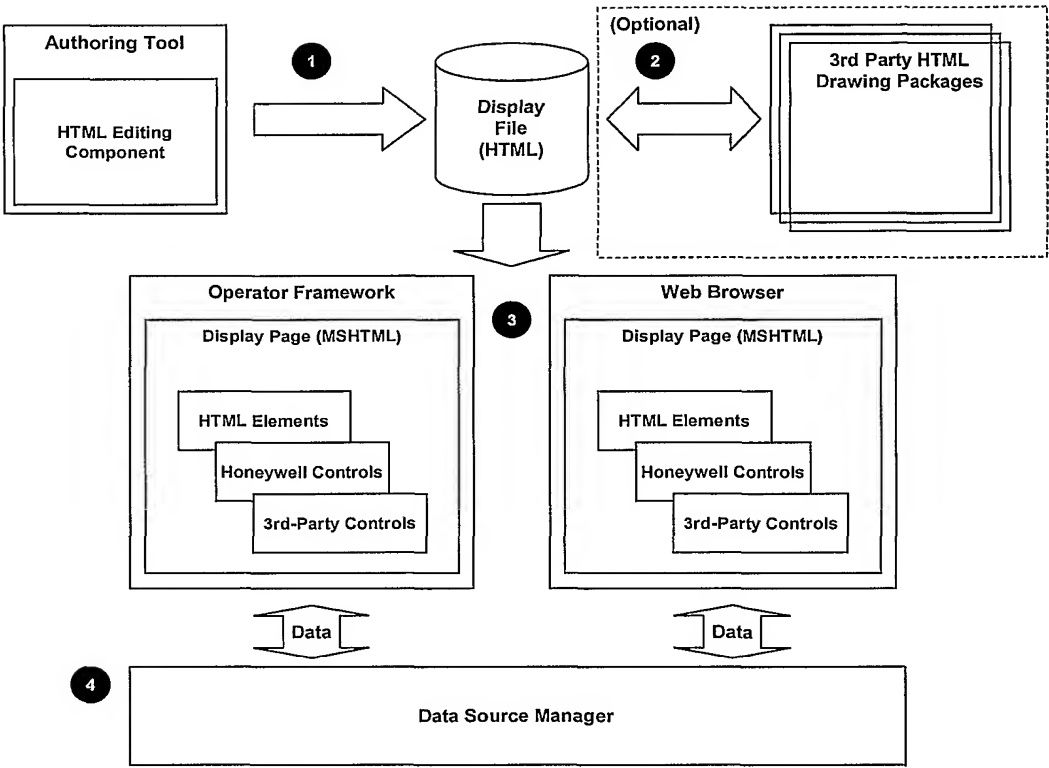 Authoring Tool
HTML Editing
Component
1
Display
File
(HTML)
(Optional)
2
3rd Party HTML
Drawing Packages
Operator Framework
Display Page (MSHTML)
HTML Elements
Honeywell Controls
3rd-Party Controls
3
Web Browser
Display Page (MSHTML)
HTML Elements
Honeywell Controls
3rd-Party Controls
Data
Data
4
Data Source Manager